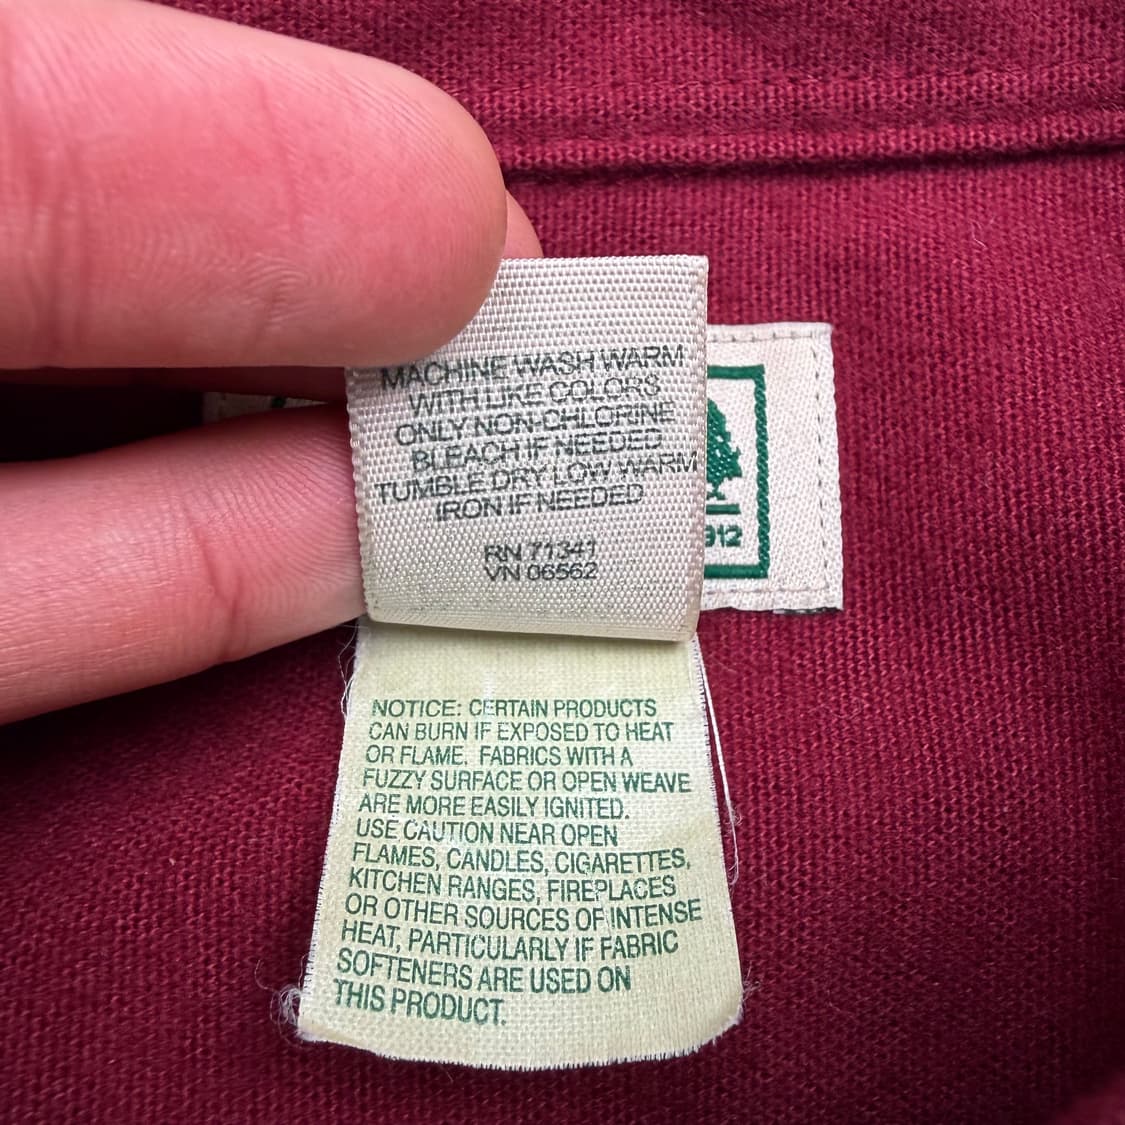 MACHINE WASH WARM
WITH LIKE COLORS
ONLY NON-CHLORINE
BLEACH IF NEEDED
TUMBLE DRY LOW WARM
IRON IF NEEDED
RN 71341
VN 06562
912
NOTICE: CERTAIN PRODUCTS
CAN BURN IF EXPOSED TO HEAT
OR FLAME. FABRICS WITH A
FUZZY SURFACE OR OPEN WEAVE
ARE MORE EASILY IGNITED.
USE CAUTION NEAR OPEN
FLAMES, CANDLES, CIGARETTES,
KITCHEN RANGES, FIREPLACES
OR OTHER SOURCES OF INTENSE
HEAT, PARTICULARLY IF FABRIC
SOFTENERS ARE USED ON
THIS PRODUCT.